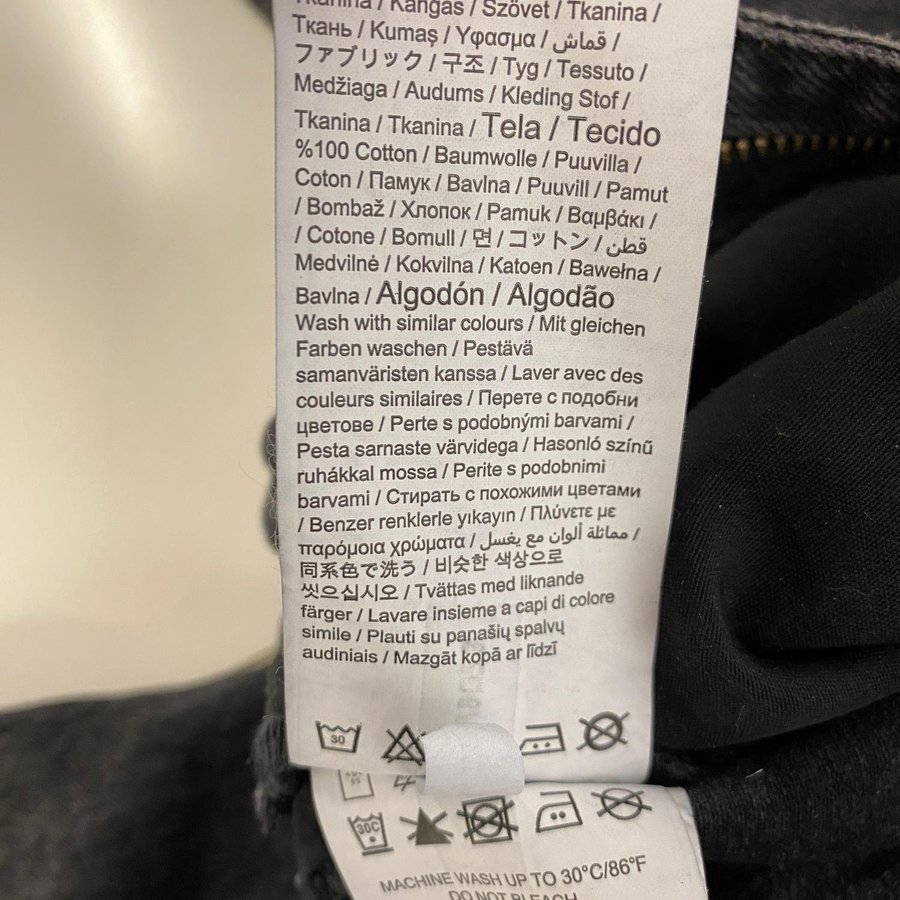 Tkanina / Kangas / Szövet / Tkanina /
Ткань / Kumaş / Υφασμα / قماش /
ファブリック / 구조 / Tyg / Tessuto /
Medžiaga / Audums / Kleding Stof /
Tkanina / Tkanina / Tela / Tecido
%100 Cotton / Baumwolle / Puuvilla /
Coton / Памук / Bavlna / Puuvill / Pamut
/ Bombaž / Хлопок / Pamuk / Βαμβάκι /
/ Cotone / Bomull / 면 / コットン / قطن
Medvilnė / Kokvilna / Katoen / Bawełna /
Bavlna / Algodón / Algodão
Wash with similar colours / Mit gleichen
Farben waschen / Pestävä
samanväristen kanssa / Laver avec des
couleurs similaires / Перете с подобни
цветове / Perte s podobnými barvami /
Pesta sarnaste värvidega / Hasonló színű
ruhákkal mossa / Perite s podobnimi
barvami / Стирать с похожими цветами
/ Benzer renklerle yıkayın / Πλύνετε με
παρόμοια χρώματα / مماثلة ألوان مع يغسل /
同系色で洗う / 비슷한 색상으로
씻으십시오 / Tvättas med liknande
färger / Lavare insieme a capi di colore
simile / Plauti su panašių spalvų
audiniais / Mazgāt kopā ar līdzī
30
30C
MACHINE WASH UP TO 30°C/86°F
DO NOT BLEACH